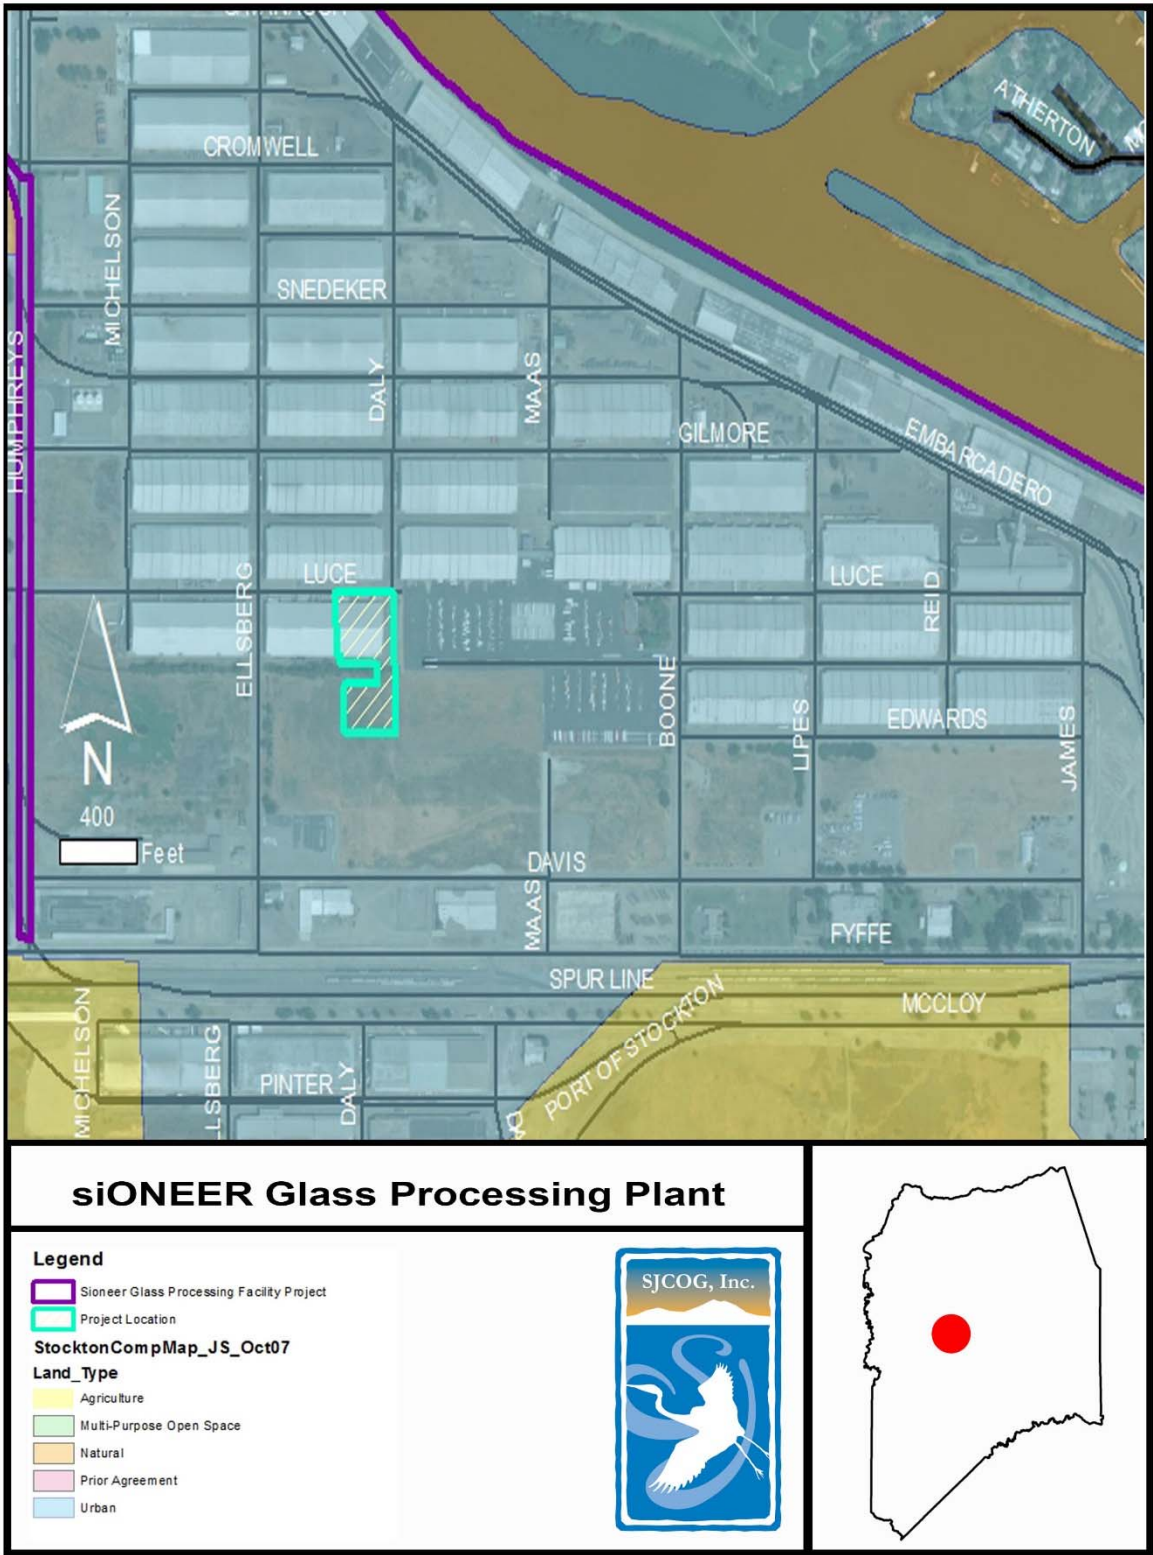 CROMWELL
ATHERTON
MICHELSON
SNEDEKER
HUMPHREYS
DALY
MAAS
GILMORE
EMBARCADERO
LUCE
LUCE
REID
ELLSBERG
BOONE
EDWARDS
LIPES
JAMES
N
400
Feet
DAVIS
MAAS
FYFFE
SPUR LINE
MCCLOY
PORT OF STOCKTON
MICHELSON
LLSBERG
PINTER
DALY
siONEER Glass Processing Plant
Legend
Sioneer Glass Processing Facility Project
Project Location
StocktonCompMap_JS_Oct07
Land_Type
Agriculture
Multi-Purpose Open Space
Natural
Prior Agreement
Urban
SJCOG, Inc.